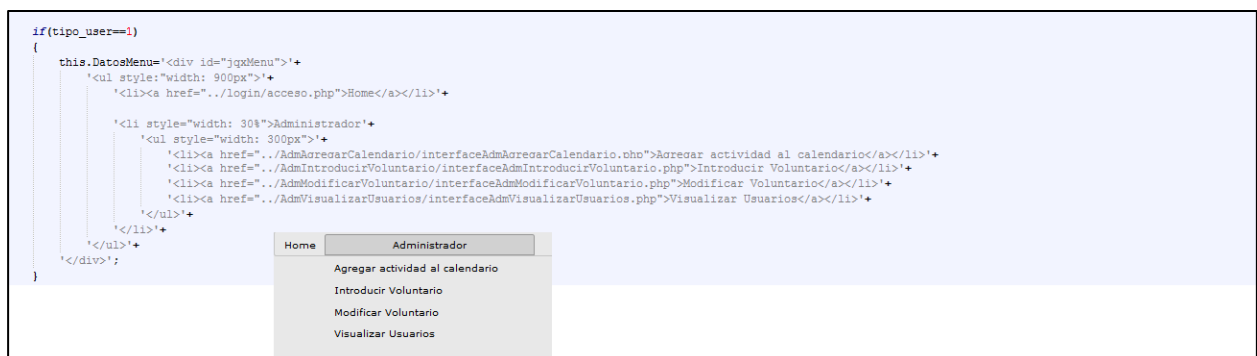 if(tipo_user==1)
{
this.DatosMenu='<div id="jqxMenu">'+
'<ul style:"width: 900px">'+
'<li><a href="../login/acceso.php">Home</a></li>'+
'<li style="width: 30%">Administrador'+
'<ul style="width: 300px">'+
'<li><a href="../AdmAgregarCalendario/interfaceAdmAgregarCalendario.php">Agregar actividad al calendario</a></li>'+
'<li><a href="../AdmIntroducirVoluntario/interfaceAdmIntroducirVoluntario.php">Introducir Voluntario</a></li>'+
'<li><a href="../AdmModificarVoluntario/interfaceAdmModificarVoluntario.php">Modificar Voluntario</a></li>'+
'<li><a href="../AdmVisualizarUsuarios/interfaceAdmVisualizarUsuarios.php">Visualizar Usuarios</a></li>'+
'</ul>'+
'</li>'+
'</ul>'+
'</div>';
}
Home Administrador
Agregar actividad al calendario
Introducir Voluntario
Modificar Voluntario
Visualizar Usuarios